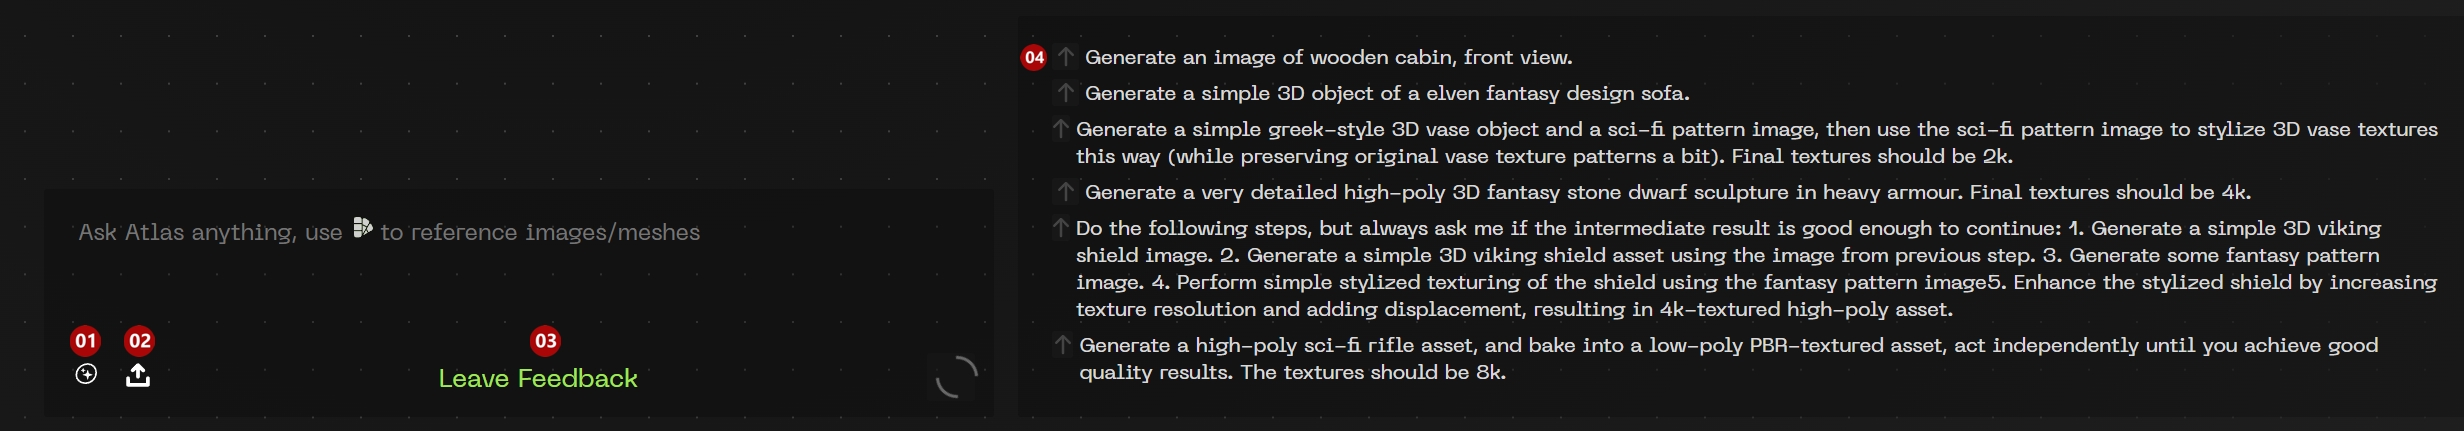 Ask Atlas anything, use to reference images/meshes
01 02 03
Leave Feedback
04 Generate an image of wooden cabin, front view.
Generate a simple 3D object of a elven fantasy design sofa.
Generate a simple greek-style 3D vase object and a sci-fi pattern image, then use the sci-fi pattern image to stylize 3D vase textures
this way (while preserving original vase texture patterns a bit). Final textures should be 2k.
Generate a very detailed high-poly 3D fantasy stone dwarf sculpture in heavy armour. Final textures should be 4k.
Do the following steps, but always ask me if the intermediate result is good enough to continue: 1. Generate a simple 3D viking
shield image. 2. Generate a simple 3D viking shield asset using the image from previous step. 3. Generate some fantasy pattern
image. 4. Perform simple stylized texturing of the shield using the fantasy pattern image5. Enhance the stylized shield by increasing
texture resolution and adding displacement, resulting in 4k-textured high-poly asset.
Generate a high-poly sci-fi rifle asset, and bake into a low-poly PBR-textured asset, act independently until you achieve good
quality results. The textures should be 8k.